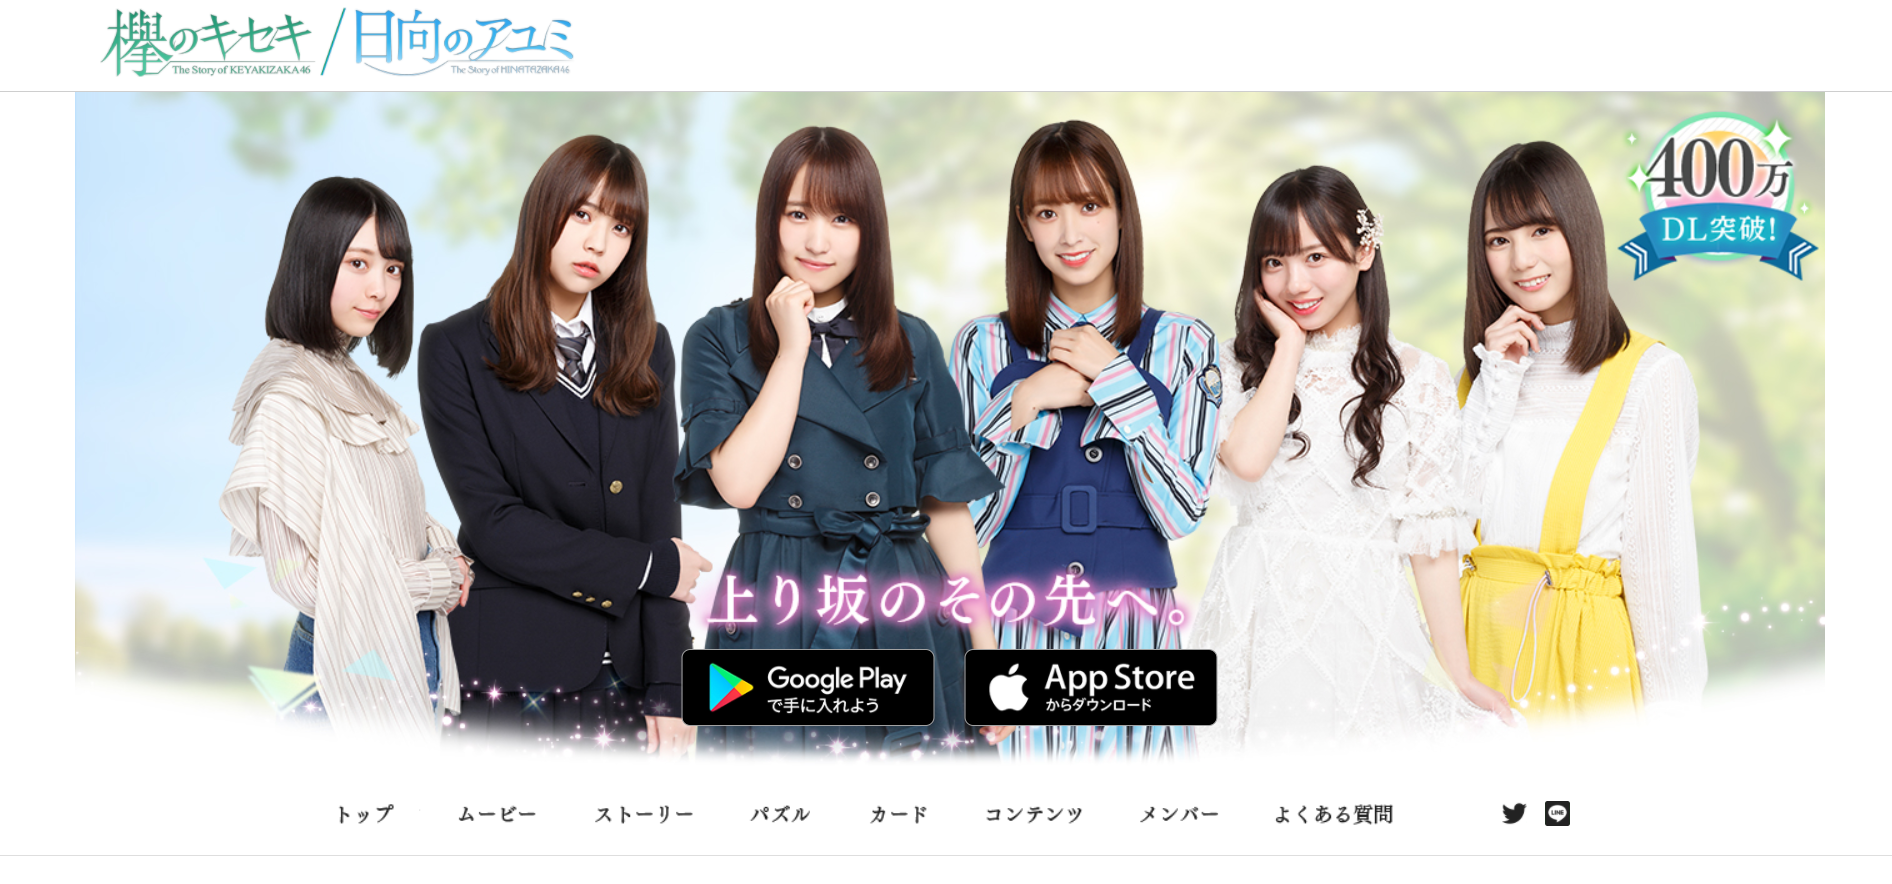 欅のキセキ
The Story of KEYAKIZAKA46
/
日向のアユミ
The Story of HINATAZAKA46
400万
DL突破!
上り坂のその先へ。
Google Play
で手に入れよう
App Store
からダウンロード
トップ ムービー ストーリー パズル カード コンテンツ メンバー よくある質問
LINE